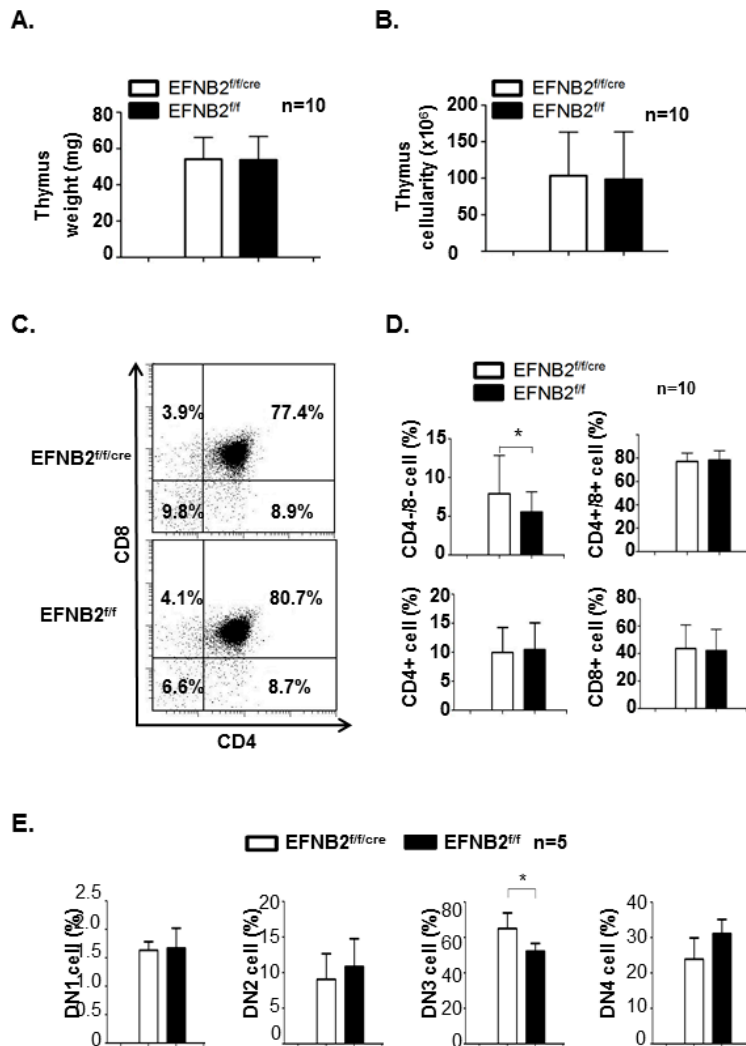 A.
EFNB2f/f/cre
EFNB2f/f
n=10
80
60
40
20
0
Thymus
weight (mg)
B.
EFNB2f/f/cre
EFNB2f/f
n=10
200
150
100
50
0
Thymus
cellularity (x10⁶)
C.
3.9% 77.4%
9.8% 8.9%
EFNB2f/f/cre
4.1% 80.7%
6.6% 8.7%
EFNB2f/f
CD8
CD4
D.
EFNB2f/f/cre
EFNB2f/f
n=10
15
10
5
0
CD4-/8- cell (%)
*
80
60
40
20
0
CD4+/8+ cell (%)
20
15
10
5
0
CD4+ cell (%)
80
60
40
20
0
CD8+ cell (%)
E.
EFNB2f/f/cre EFNB2f/f n=5
2.5
2.0
1.5
1.0
0.5
0
DN1 cell (%)
20
15
10
5
0
DN2 cell (%)
80
60
40
20
0
DN3 cell (%)
*
40
30
20
10
0
DN4 cell (%)